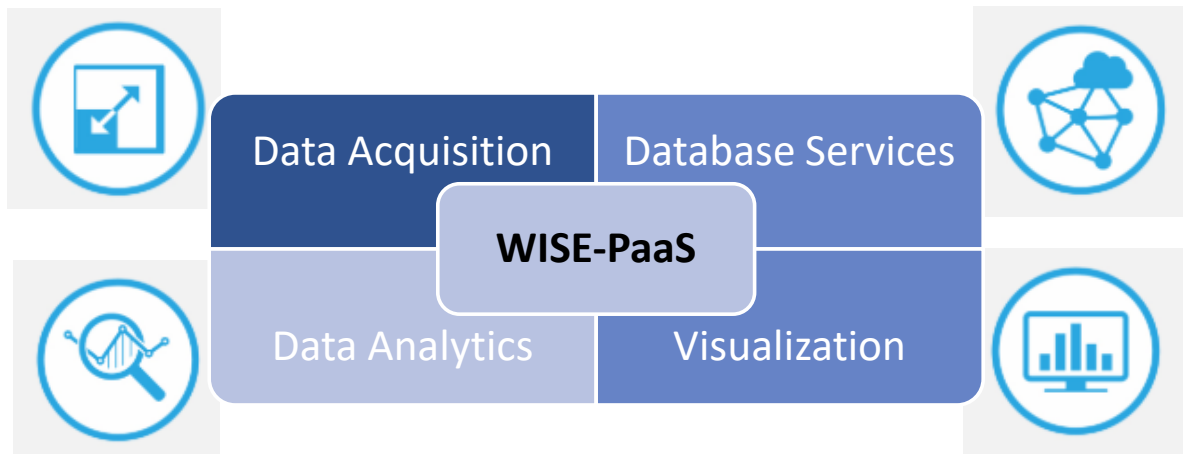 Data Acquisition
Database Services
WISE-PaaS
Data Analytics
Visualization